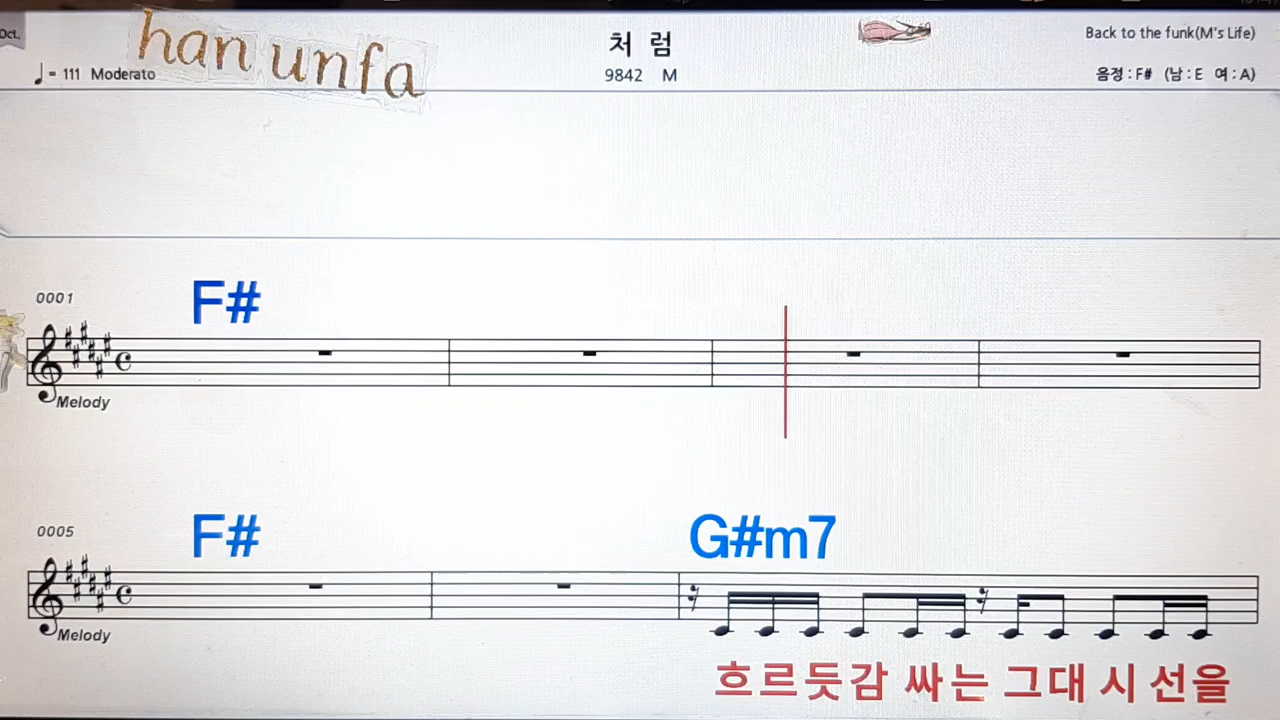 Oct.
han unfa
처 럼
Back to the funk(M's Life)
♩= 111 Moderato
9842 M
음정 : F# (남 : E 여 : A)
0001
F#
Melody
0005
F#
G#m7
Melody
흐르듯감 싸는 그대 시 선을